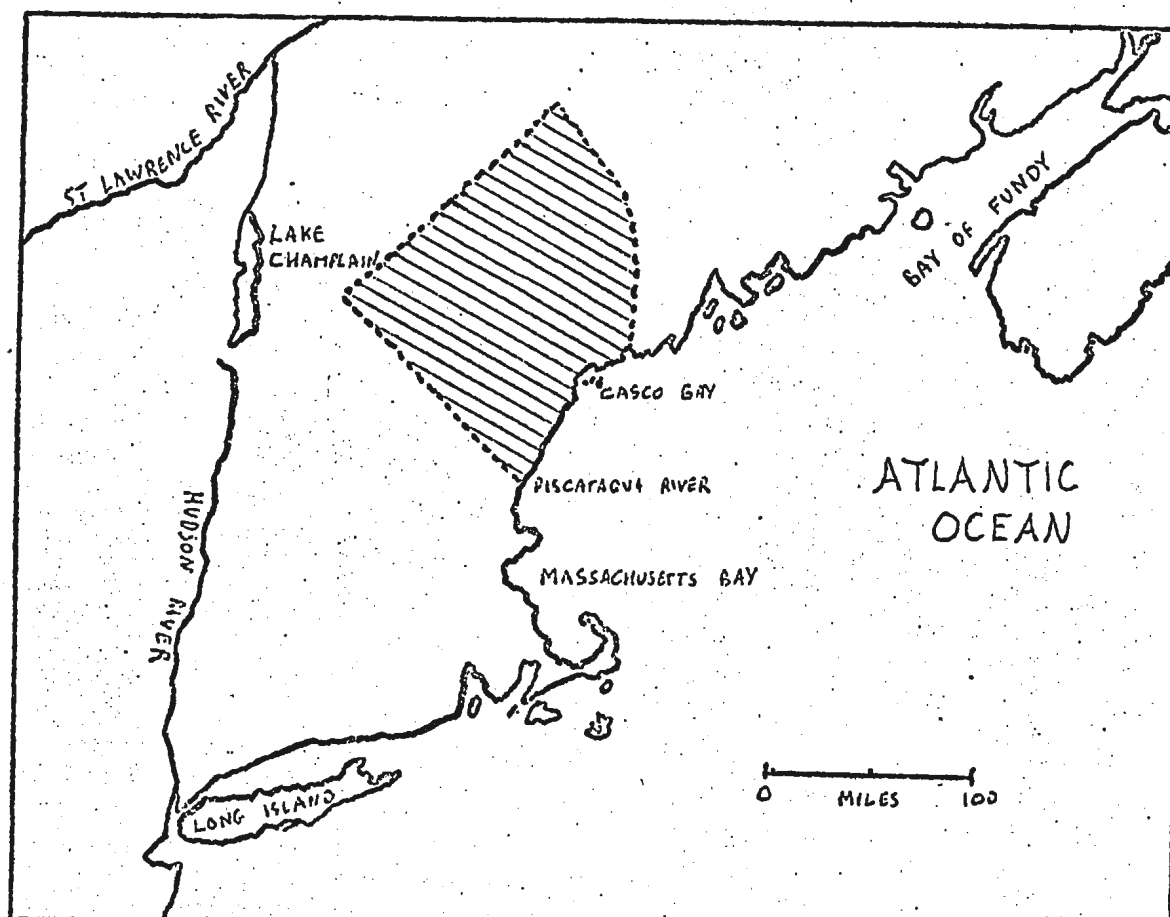 ST LAWRENCE RIVER
LAKE
CHAMPLAIN
BAY OF FUNDY
CASCO BAY
PISCATAQUA RIVER
ATLANTIC
OCEAN
HUDSON RIVER
MASSACHUSETTS BAY
LONG ISLAND
0 MILES 100